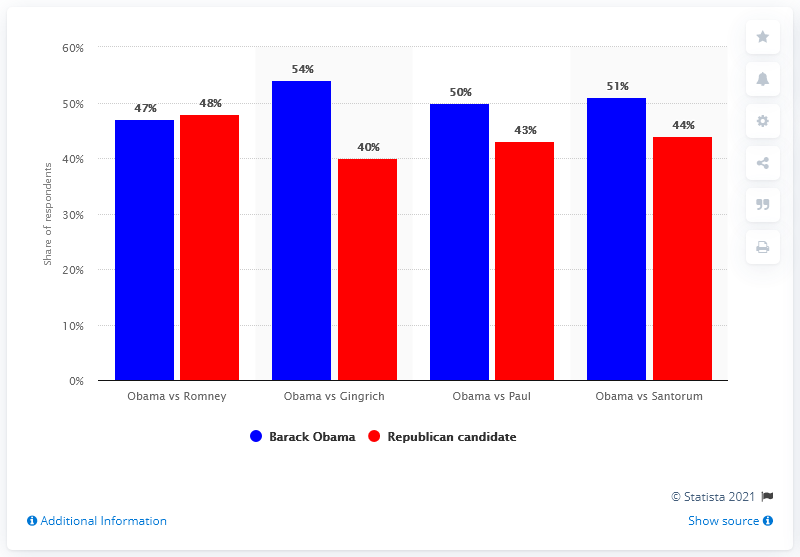 60%
50%
40%
30%
20%
10%
0%
Share of respondents
47%
48%
54%
40%
50%
43%
51%
44%
Obama vs Romney
Obama vs Gingrich
Obama vs Paul
Obama vs Santorum
Barack Obama
Republican candidate
© Statista 2021
Additional Information
Show source